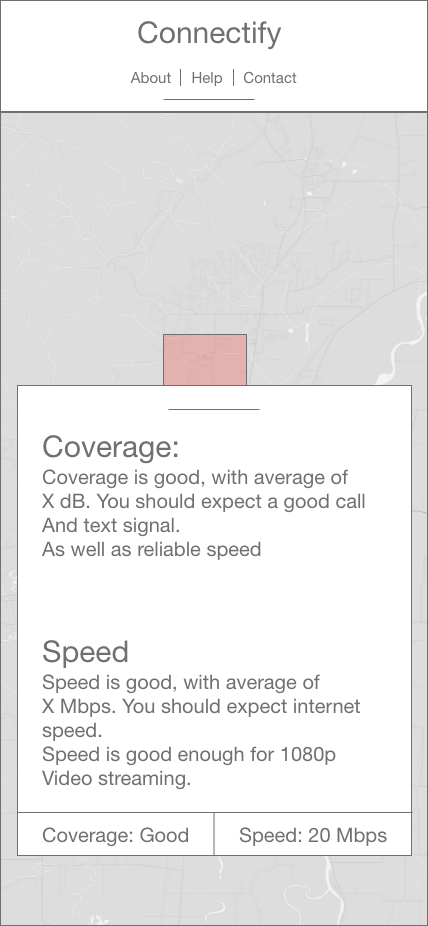 Connectify
About | Help | Contact
Coverage:
Coverage is good, with average of
X dB. You should expect a good call
And text signal.
As well as reliable speed
Speed
Speed is good, with average of
X Mbps. You should expect internet
speed.
Speed is good enough for 1080p
Video streaming.
Coverage: Good
Speed: 20 Mbps